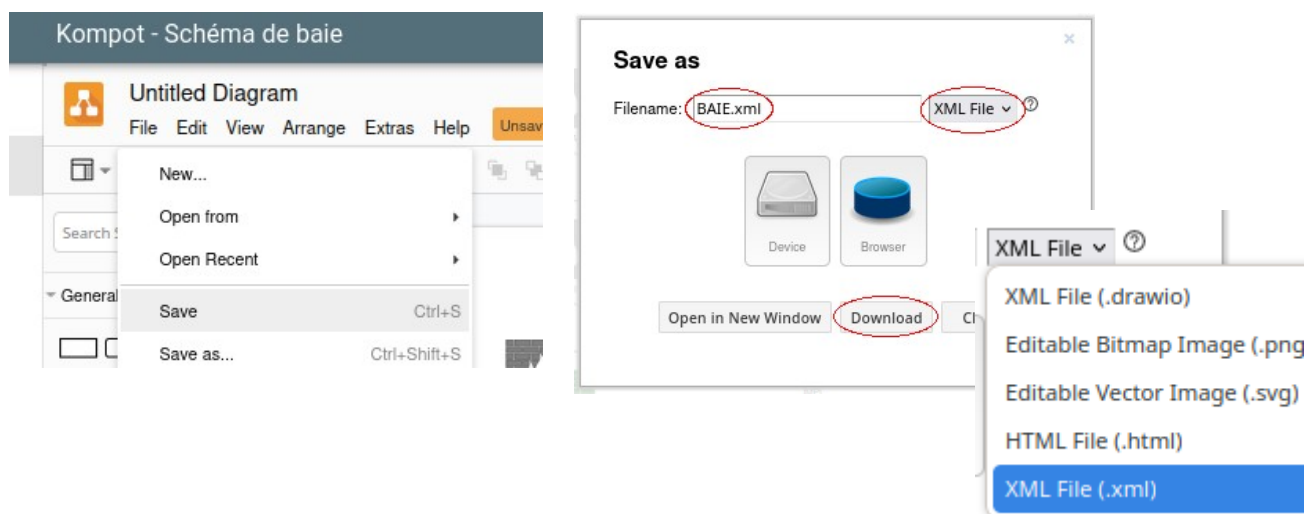 Kompot - Schéma de baie
Untitled Diagram
File Edit View Arrange Extras Help
Unsav
New...
Open from
Search S
Open Recent
General
Save Ctrl+S
Save as... Ctrl+Shift+S
Save as
Filename: BAIE.xml XML File
Device Browser
Open in New Window Download Cl
XML File
XML File (.drawio)
Editable Bitmap Image (.png
Editable Vector Image (.svg)
HTML File (.html)
XML File (.xml)